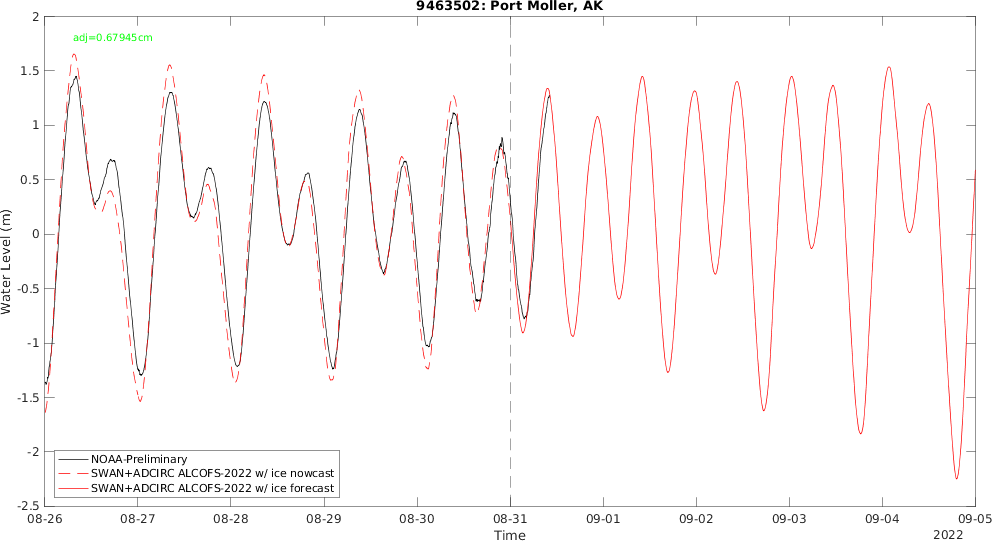 9463502: Port Moller, AK
adj=0.67945cm
2
1.5
1
0.5
0
-0.5
-1
-1.5
-2
-2.5
Water Level (m)
NOAA-Preliminary
SWAN+ADCIRC ALCOFS-2022 w/ ice nowcast
SWAN+ADCIRC ALCOFS-2022 w/ ice forecast
08-26 08-27 08-28 08-29 08-30 08-31 09-01 09-02 09-03 09-04 09-05
Time
2022